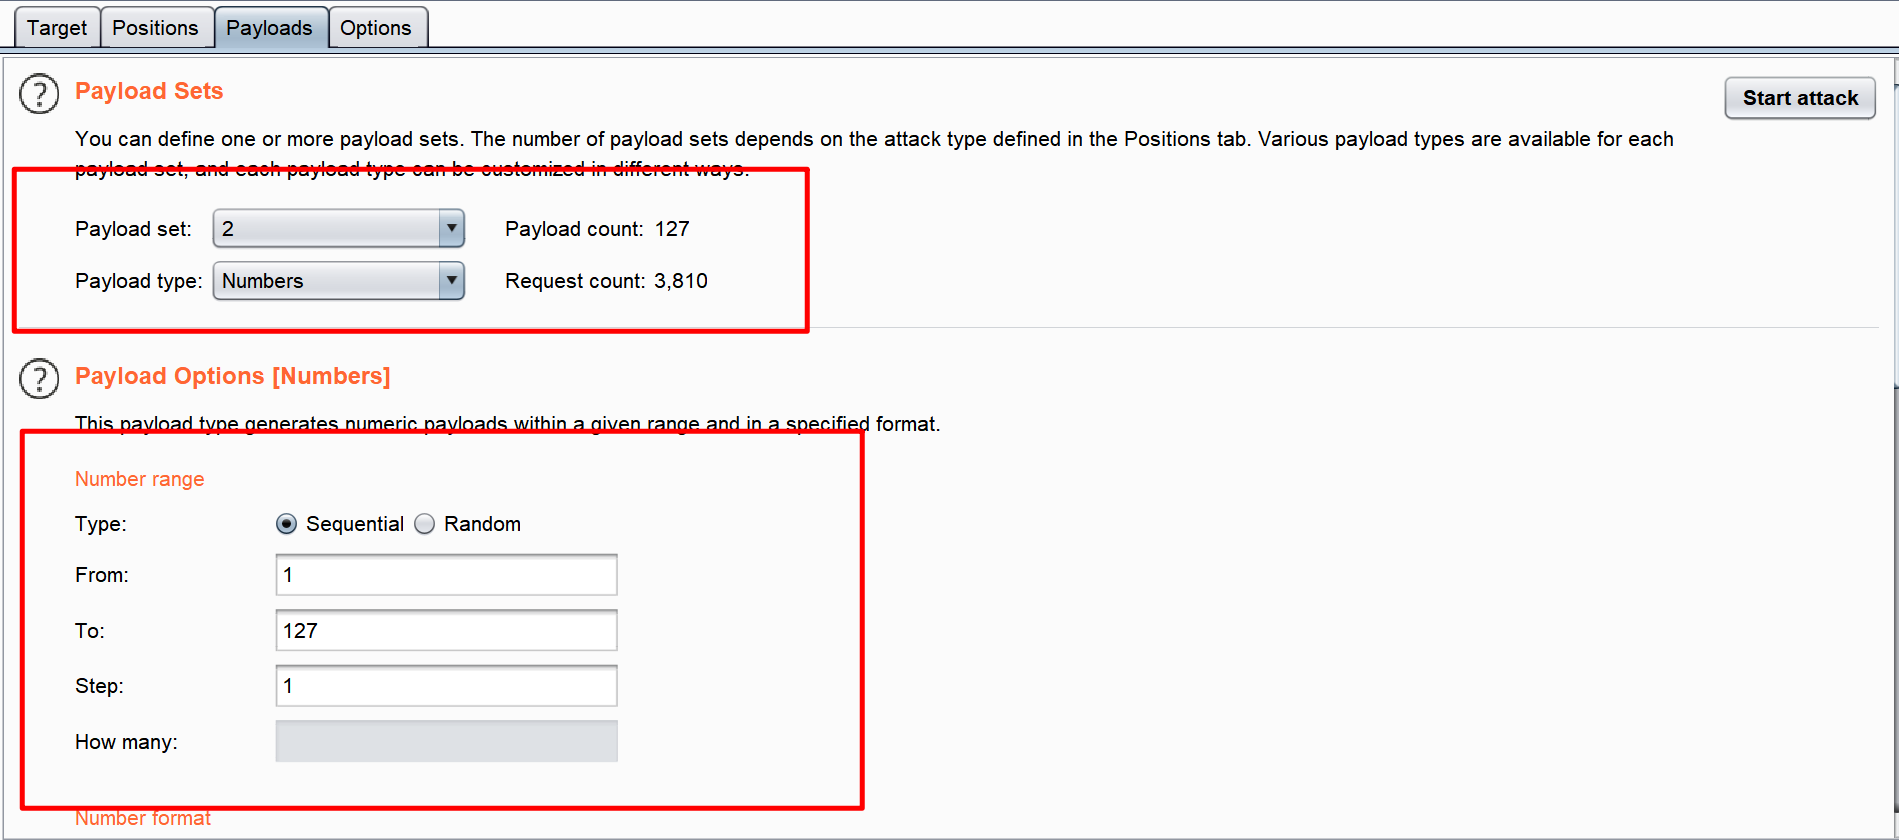 Target Positions Payloads Options
Payload Sets
Start attack
You can define one or more payload sets. The number of payload sets depends on the attack type defined in the Positions tab. Various payload types are available for each
payload set, and each payload type can be customized in different ways.
Payload set: 2 Payload count: 127
Payload type: Numbers Request count: 3,810
Payload Options [Numbers]
This payload type generates numeric payloads within a given range and in a specified format.
Number range
Type: Sequential Random
From: 1
To: 127
Step: 1
How many:
Number format